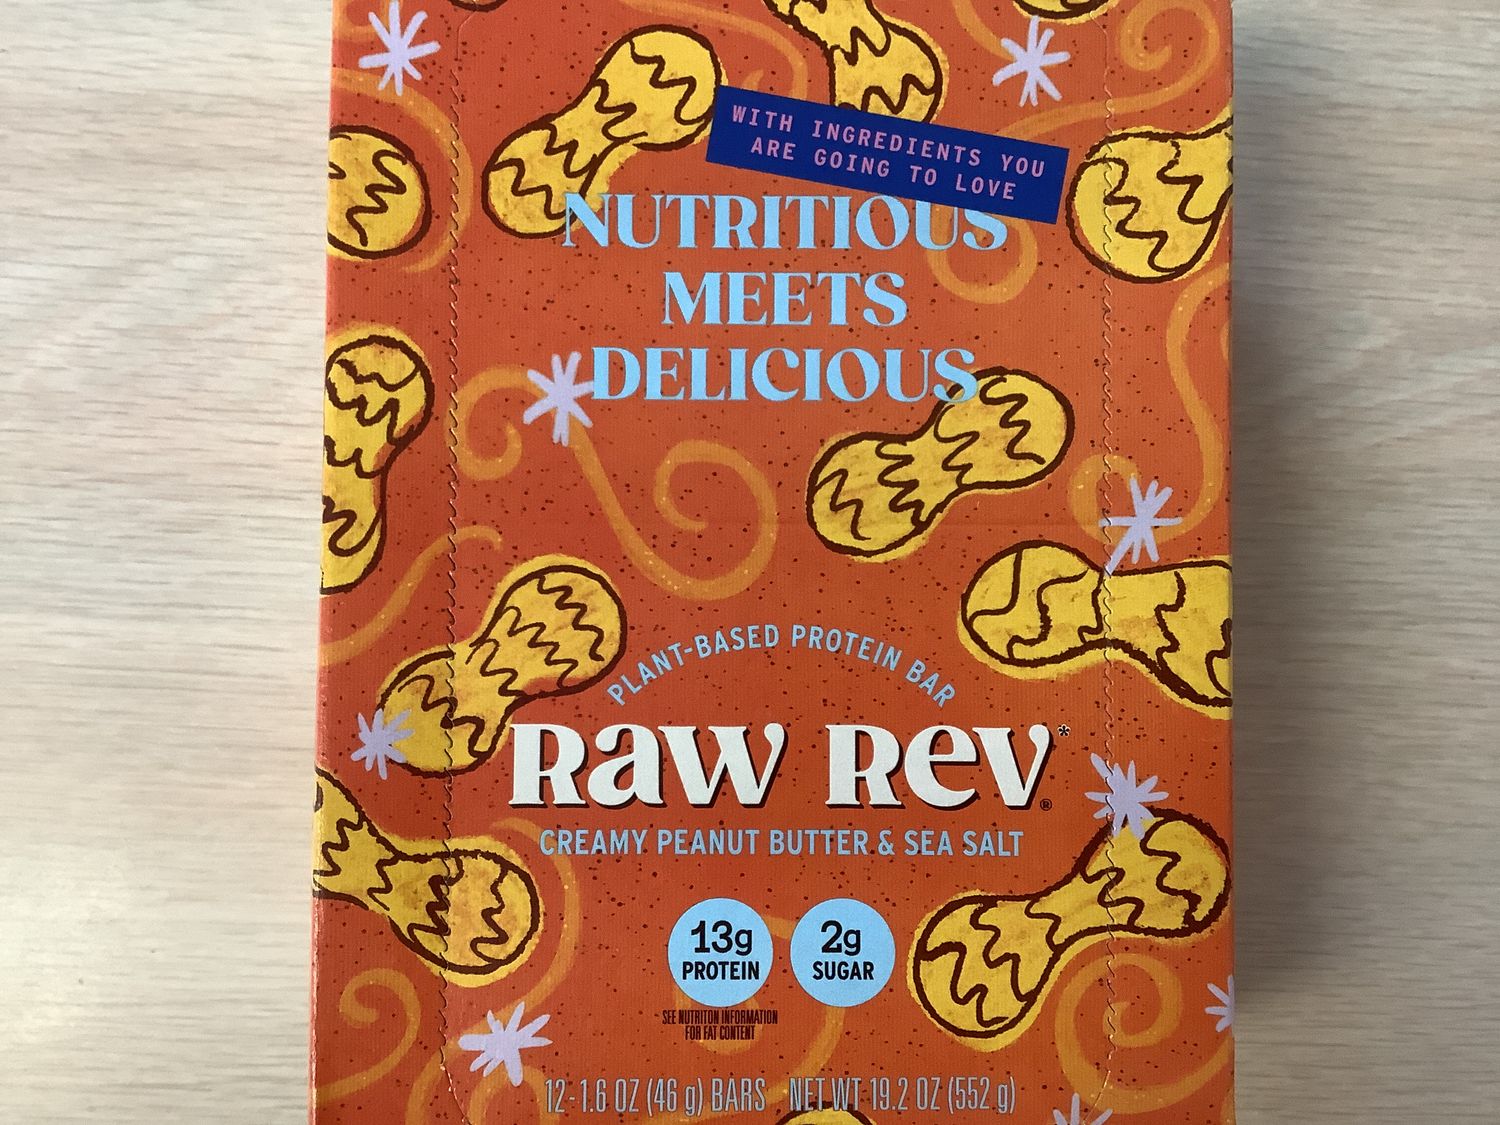 WITH INGREDIENTS YOU
ARE GOING TO LOVE
NUTRITIOUS
MEETS
DELICIOUS
PLANT-BASED PROTEIN BAR
Raw Rev*®
CREAMY PEANUT BUTTER & SEA SALT
13g
PROTEIN
2g
SUGAR
SEE NUTRITON INFORMATION
FOR FAT CONTENT
12-1.6 OZ (46 g) BARS NET WT 19.2 OZ (552 g)